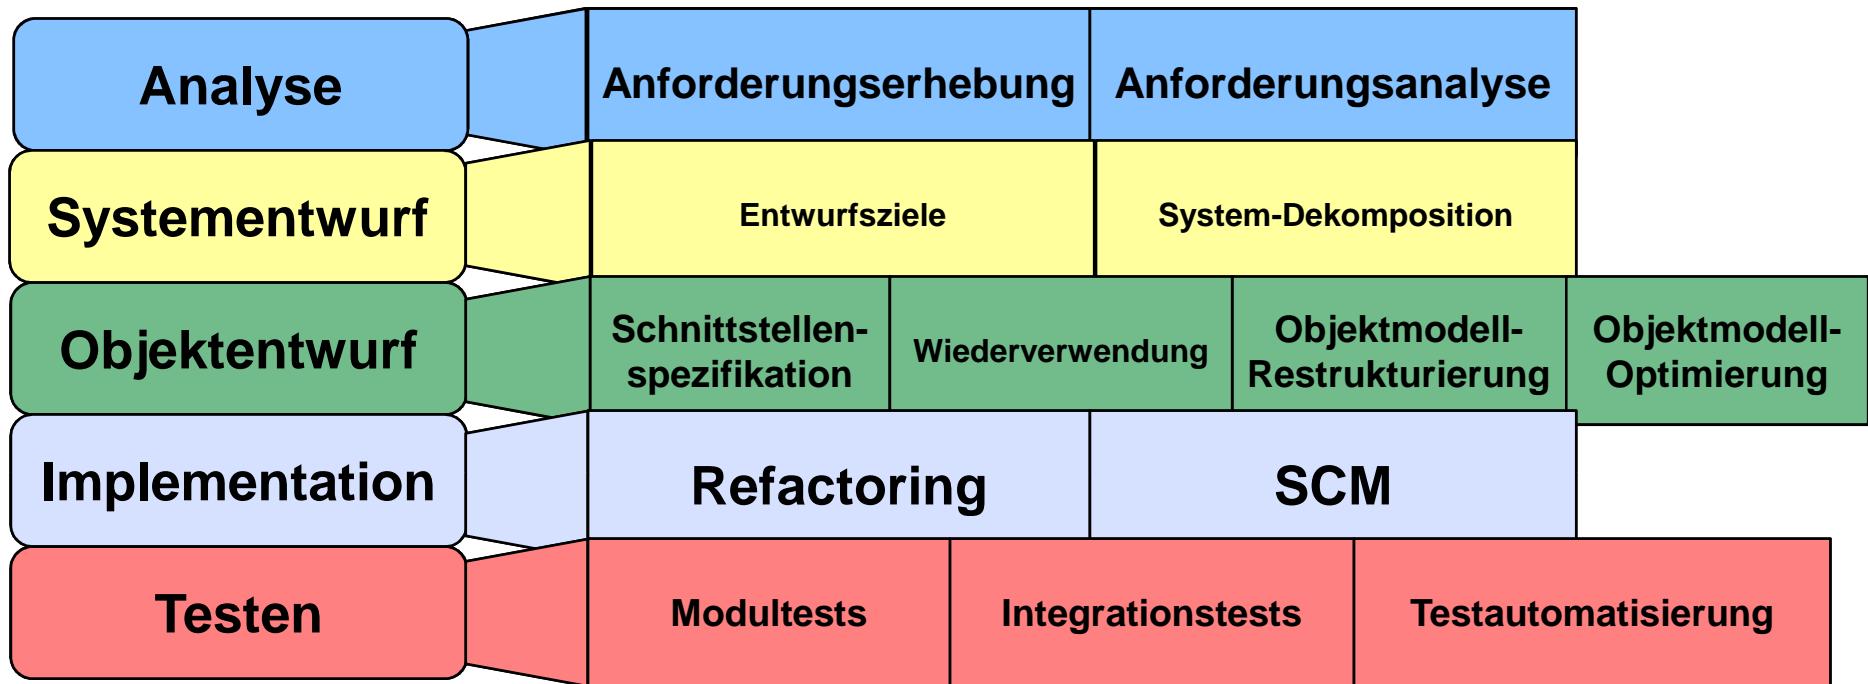 Analyse
Anforderungserhebung
Anforderungsanalyse
Systementwurf
Entwurfsziele
System-Dekomposition
Objektentwurf
Schnittstellen-
spezifikation
Wiederverwendung
Objektmodell-
Restrukturierung
Objektmodell-
Optimierung
Implementation
Refactoring
SCM
Testen
Modultests
Integrationstests
Testautomatisierung